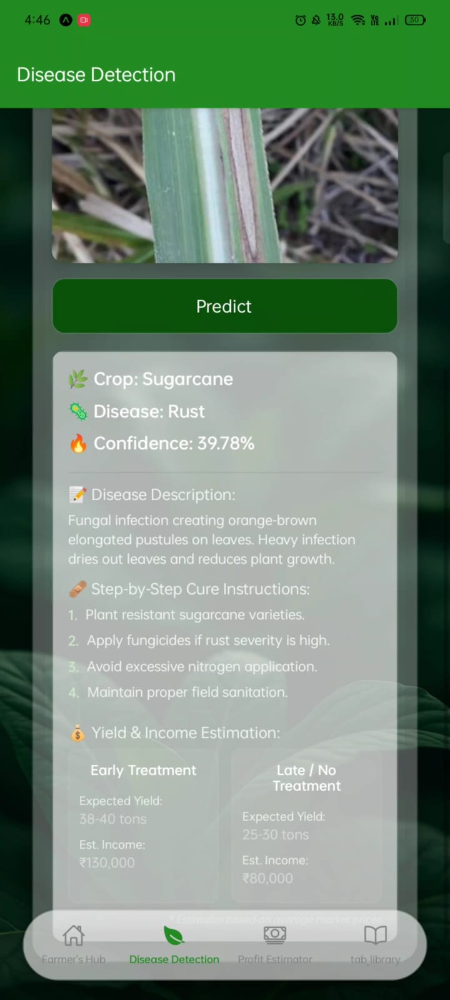 4:46
13.0
KB/S
Vo
LTE
30
Disease Detection
Predict
Crop: Sugarcane
Disease: Rust
Confidence: 39.78%
Disease Description:
Fungal infection creating orange-brown
elongated pustules on leaves. Heavy infection
dries out leaves and reduces plant growth.
Step-by-Step Cure Instructions:
1. Plant resistant sugarcane varieties.
2. Apply fungicides if rust severity is high.
3. Avoid excessive nitrogen application.
4. Maintain proper field sanitation.
Yield & Income Estimation:
Early Treatment
Expected Yield:
38-40 tons
Est. Income:
₹130,000
Late / No
Treatment
Expected Yield:
25-30 tons
Est. Income:
₹80,000
* Estimates based on average market prices
Farmer's Hub
Disease Detection
Profit Estimator
tab_library